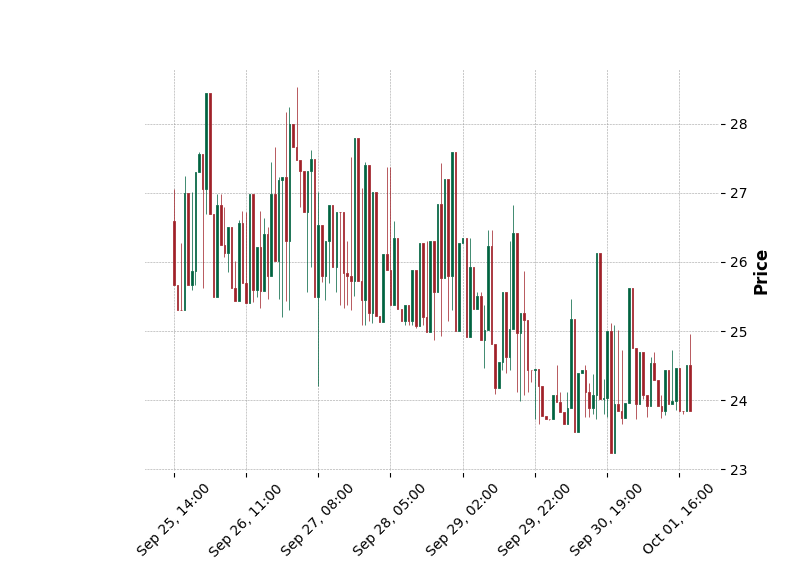 28
27
26
25
24
23
Price
Sep 25, 14:00
Sep 26, 11:00
Sep 27, 08:00
Sep 28, 05:00
Sep 29, 02:00
Sep 29, 22:00
Sep 30, 19:00
Oct 01, 16:00